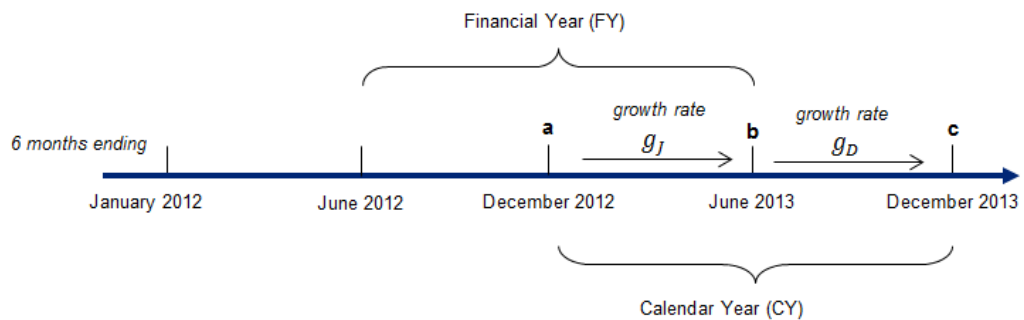 Financial Year (FY)
growth rate
growth rate
a
b
c
6 months ending
g_J
g_D
January 2012
June 2012
December 2012
June 2013
December 2013
Calendar Year (CY)